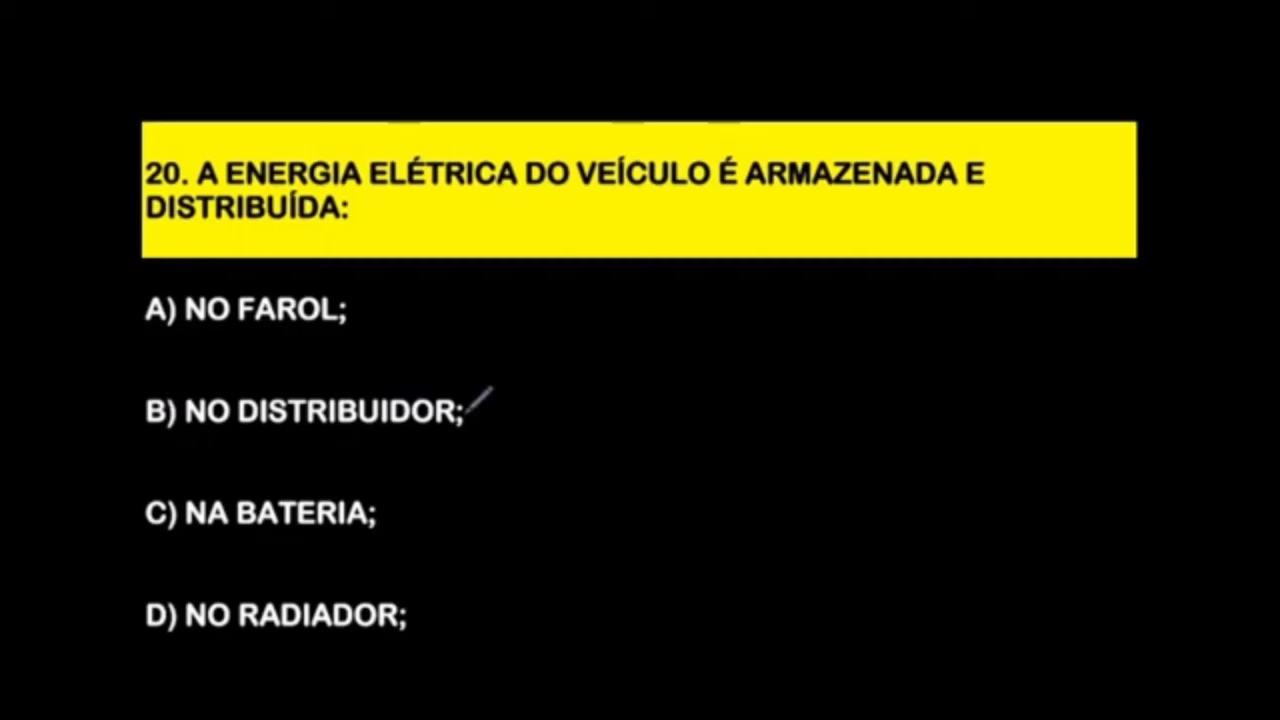 20. A ENERGIA ELÉTRICA DO VEÍCULO É ARMAZENADA E
DISTRIBUÍDA:
A) NO FAROL;
B) NO DISTRIBUIDOR;
C) NA BATERIA;
D) NO RADIADOR;